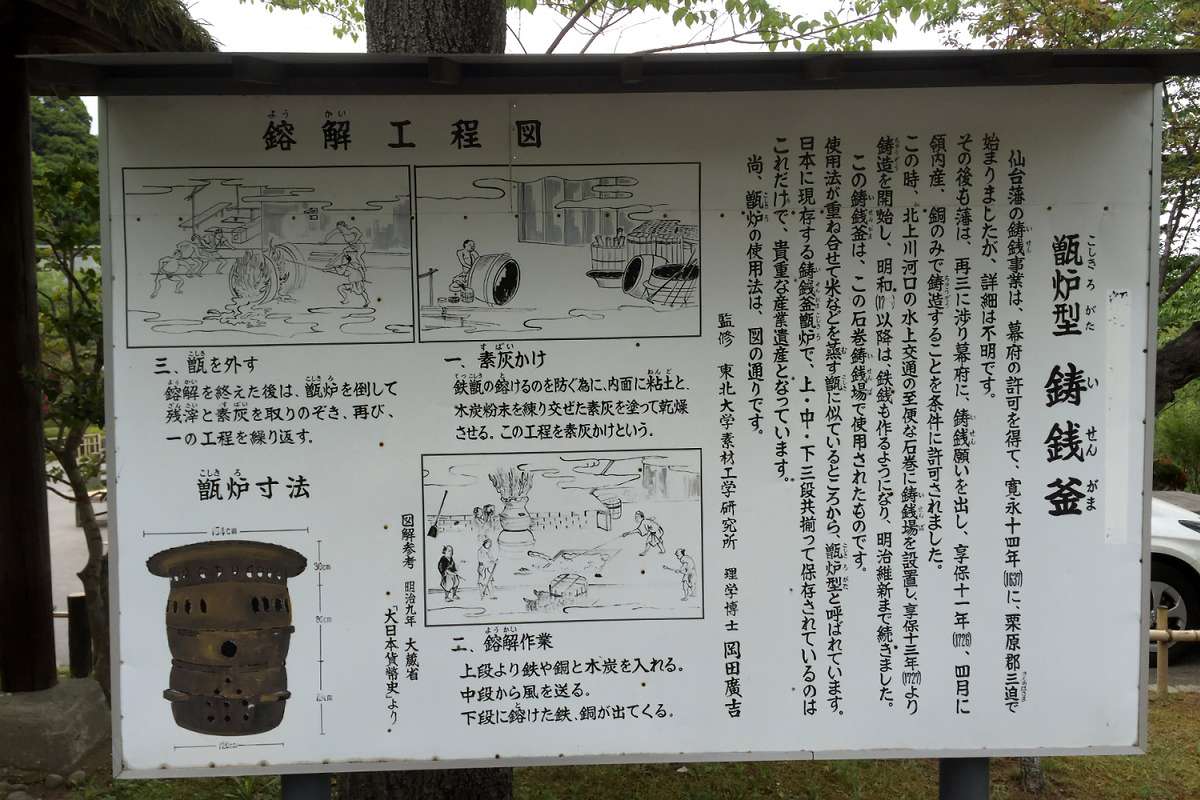 甑炉型 鋳銭釜
仙台藩の鋳銭事業は、幕府の許可を得て、寛永十四年(1637)に、栗原郡三迫で
始まりましたが、詳細は不明です。
その後も藩は、再三に渉り幕府に、鋳銭願いを出し、享保十一年(1726)、四月に
領内産、銅のみで鋳造することを条件に許可されました。
この時、北上川河口の水上交通の至便な石巻に鋳銭場を設置し、享保十三年(1727)より
鋳造を開始し、明和、以降は鉄銭も作るようになり、明治維新まで続きました。
この鋳銭釜は、この石巻鋳銭場で使用されたものです。
使用法が重ね合せて米などを蒸す甑に似ているところから、甑炉型と呼ばれています。
日本に現存する鋳銭釜甑炉で、上・中・下三段共揃って保存されているのは
これだけで、貴重な産業遺産となっています。
尚、甑炉の使用法は、図の通りです。
監修 東北大学素材工学研究所 理学博士 岡田廣吉
鎔解工程図
一、素灰かけ
鉄甑の鎔けるのを防ぐ為に、内面に粘土と、
木炭粉末を練り交ぜた素灰を塗って乾燥
させる。この工程を素灰かけという。
二、鎔解作業
上段より鉄や銅と木炭を入れる。
中段から風を送る。
下段に鎔けた鉄、銅が出てくる。
三、甑を外す
鎔解を終えた後は、甑炉を倒して
残滓と素灰を取りのぞき、再び、
一の工程を繰り返す。
甑炉寸法
図解参考 明治九年 大蔵省
「大日本貨幣史」より